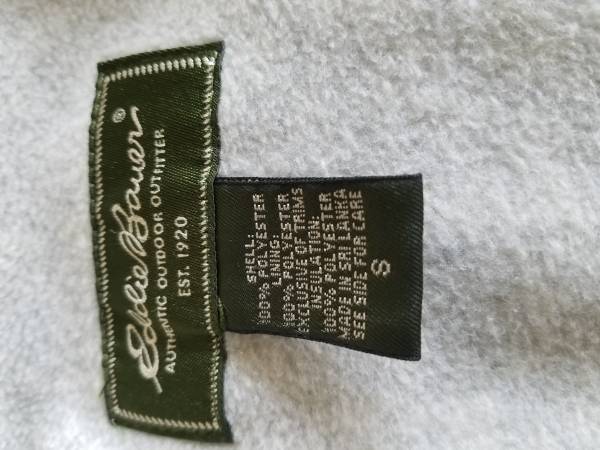 Eddie Bauer®
AUTHENTIC OUTDOOR OUTFITTER
EST. 1920
SHELL:
100% POLYESTER
LINING:
100% POLYESTER
EXCLUSIVE OF TRIMS
INSULATION:
100% POLYESTER
MADE IN SRI LANKA
SEE SIDE FOR CARE
S